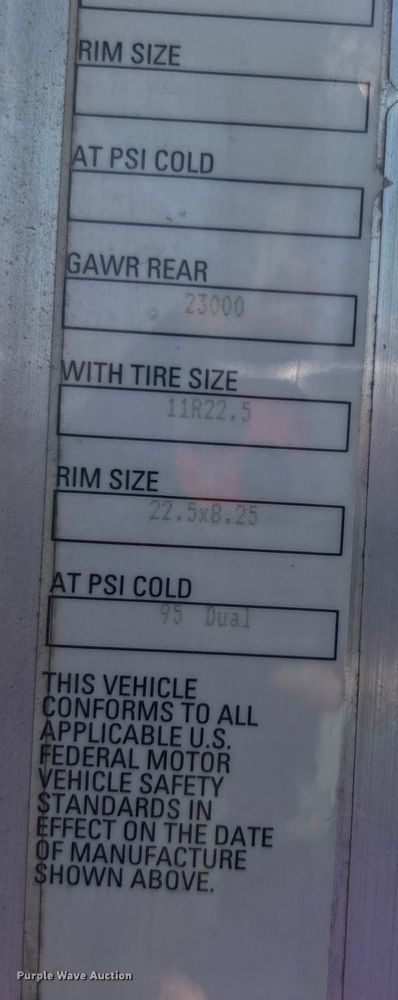 RIM SIZE
AT PSI COLD
GAWR REAR
23000
WITH TIRE SIZE
11R22.5
RIM SIZE
22.5x8.25
AT PSI COLD
95 Dual
THIS VEHICLE
CONFORMS TO ALL
APPLICABLE U.S.
FEDERAL MOTOR
VEHICLE SAFETY
STANDARDS IN
EFFECT ON THE DATE
OF MANUFACTURE
SHOWN ABOVE.
Purple Wave Auction